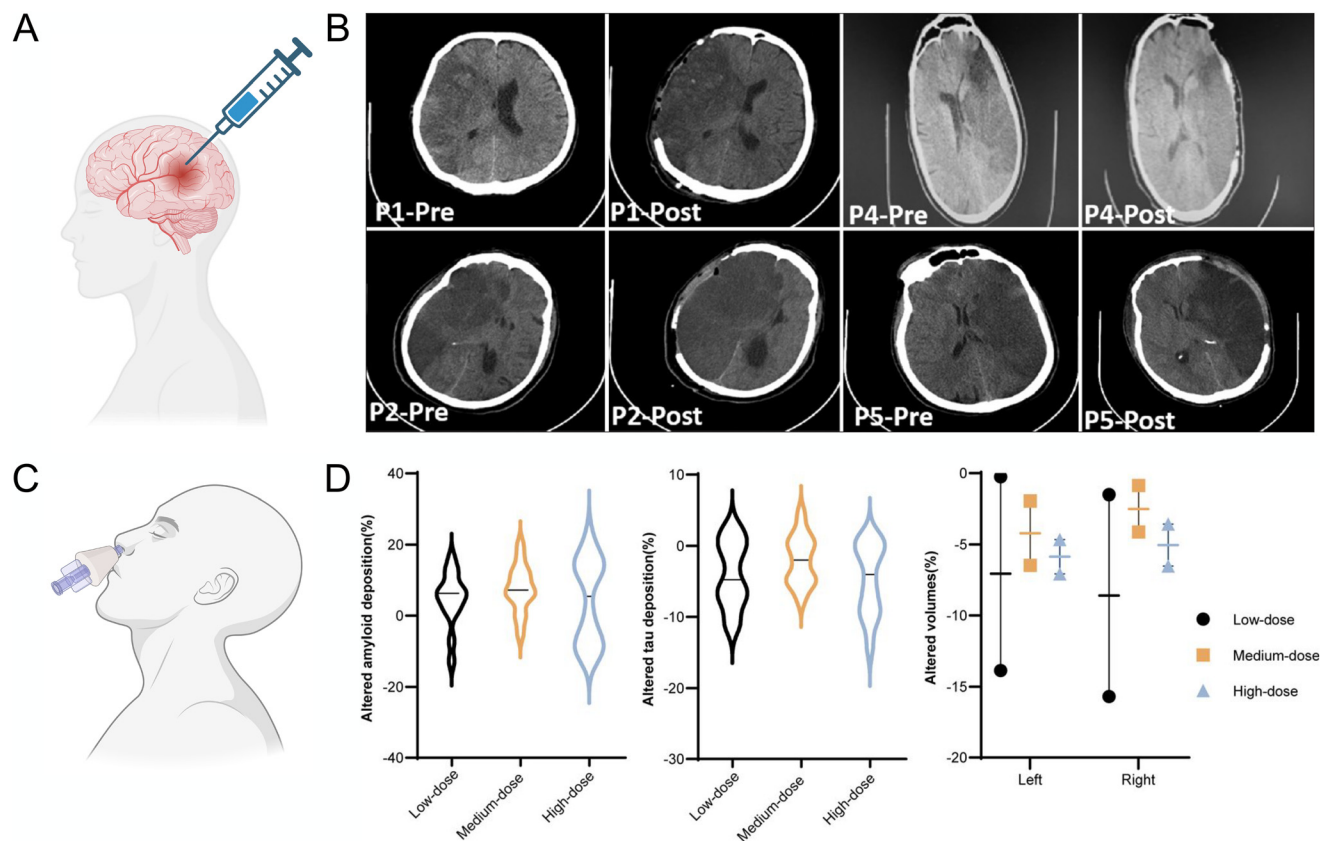 A
B
P1-Pre
P1-Post
P4-Pre
P4-Post
P2-Pre
P2-Post
P5-Pre
P5-Post
C
D
Altered amyloid deposition(%)
40
20
0
-20
-40
Low-dose
Medium-dose
High-dose
Altered tau deposition(%)
10
0
-10
-20
-30
Low-dose
Medium-dose
High-dose
Altered volumes(%)
0
-5
-10
-15
-20
Left
Right
Low-dose
Medium-dose
High-dose